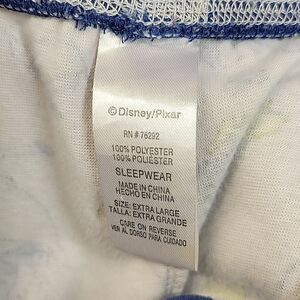 ©Disney/Pixar
RN # 76292
100% POLYESTER
100% POLIÉSTER
SLEEPWEAR
MADE IN CHINA
HECHO EN CHINA
SIZE: EXTRA LARGE
TALLA: EXTRA GRANDE
CARE ON REVERSE
VER AL DORSO PARA CUIDADO